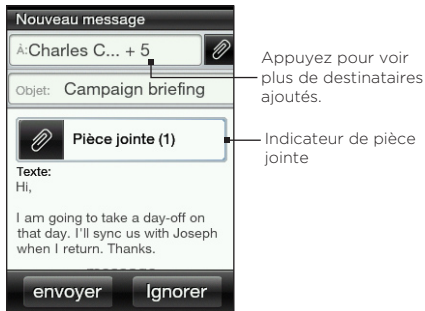 Nouveau message
À: Charles C... + 5
Objet: Campaign briefing
Pièce jointe (1)
Texte:
Hi,
I am going to take a day-off on
that day. I'll sync us with Joseph
when I return. Thanks.
envoyer Ignorer
Appuyez pour voir
plus de destinataires
ajoutés.
Indicateur de pièce
jointe